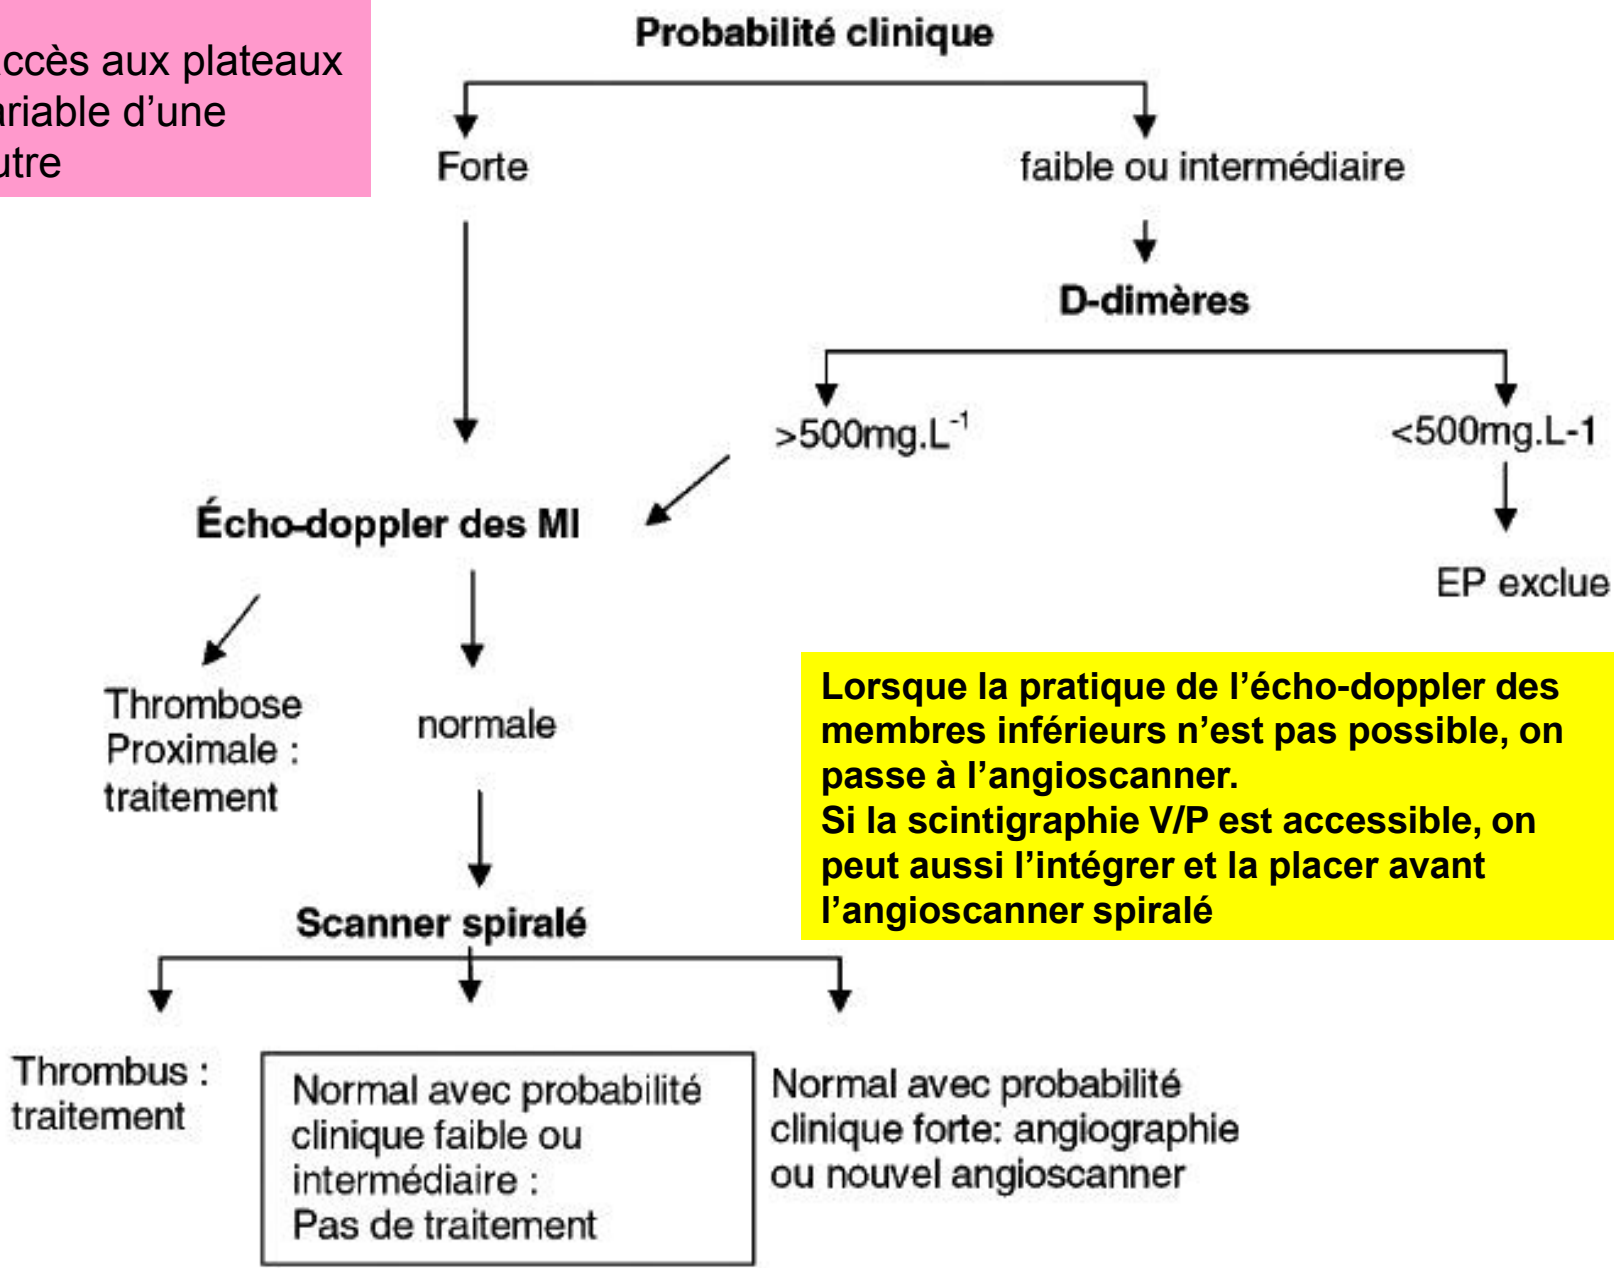 Probabilité clinique
accès aux plateaux
ariable d’une
utre
Forte
faible ou intermédiaire
D-dimères
>500mg.L⁻¹
<500mg.L-1
Écho-doppler des MI
EP exclue
Thrombose
Proximale :
traitement
normale
Lorsque la pratique de l’écho-doppler des
membres inférieurs n’est pas possible, on
passe à l’angioscanner.
Si la scintigraphie V/P est accessible, on
peut aussi l’intégrer et la placer avant
l’angioscanner spiralé
Scanner spiralé
Thrombus :
traitement
Normal avec probabilité
clinique faible ou
intermédiaire :
Pas de traitement
Normal avec probabilité
clinique forte: angiographie
ou nouvel angioscanner